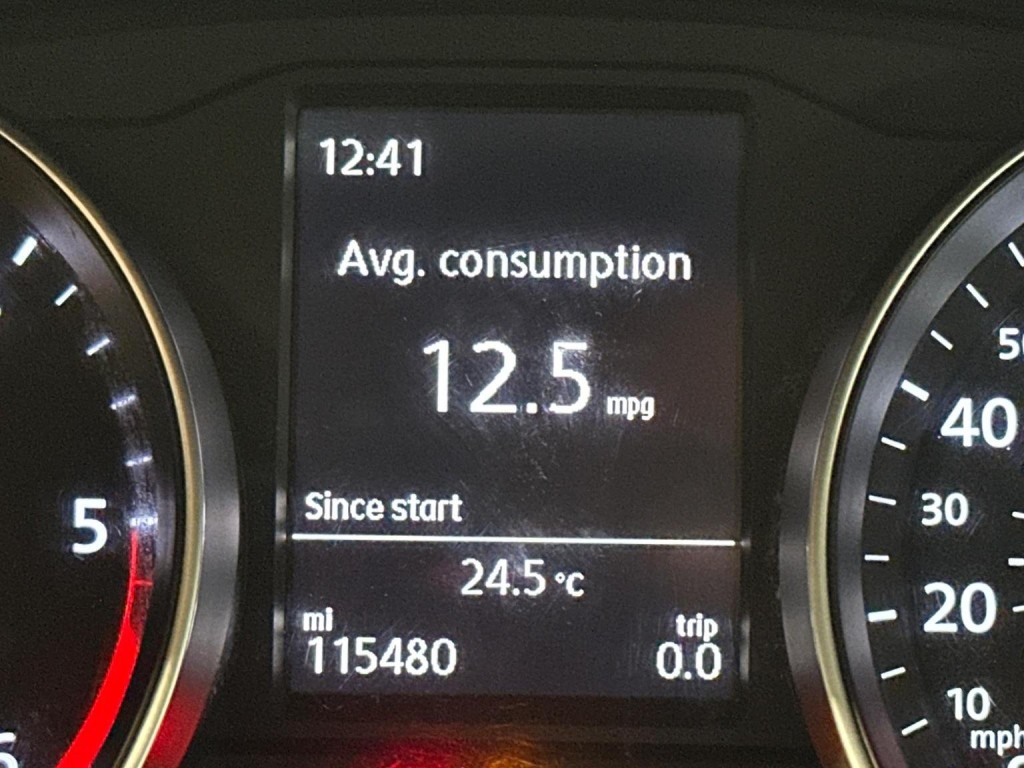 12:41
Avg. consumption
12.5 mpg
Since start
24.5 °C
mi trip
115480 0.0
5
50
40
30
20
10
mph